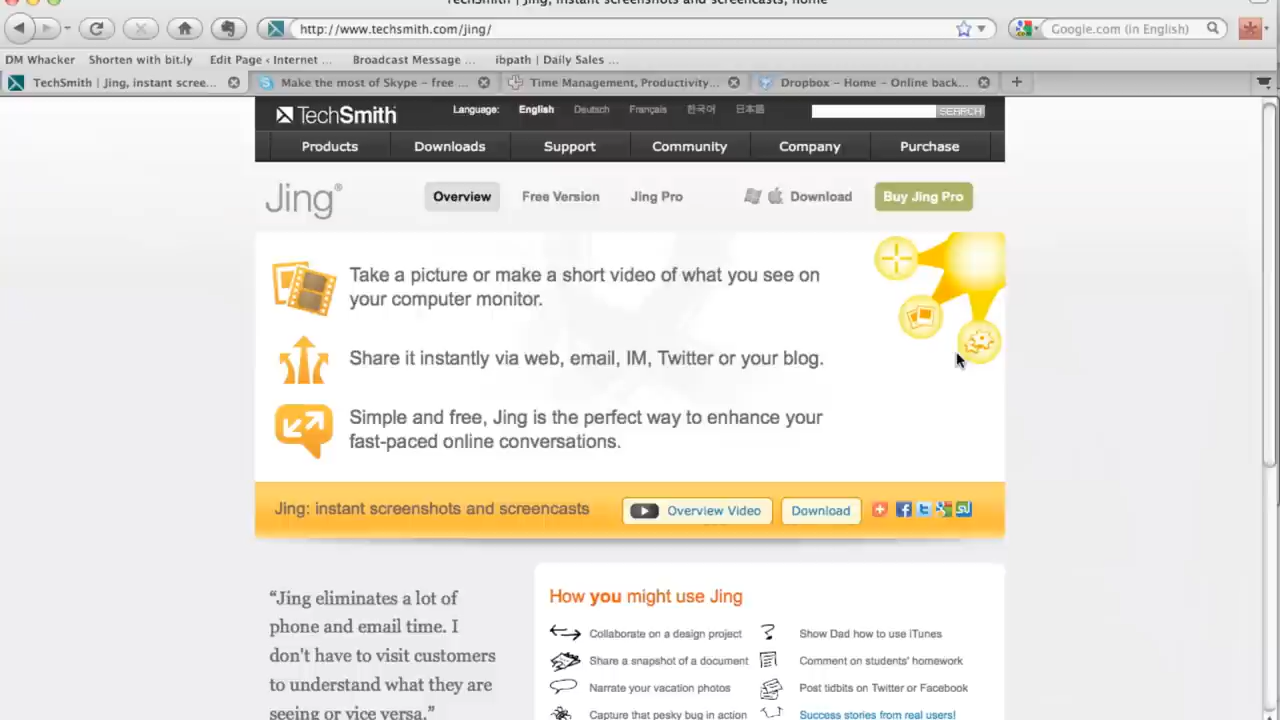 TechSmith | Jing, instant screenshots and screencasts, home
http://www.techsmith.com/jing/
Google.com (in English)
DM Whacker
Shorten with bit.ly
Edit Page ‹ Internet ...
Broadcast Message ...
ibpath | Daily Sales ...
TechSmith | Jing, instant scree...
Make the most of Skype – free ...
Time Management, Productivity...
Dropbox – Home – Online back...
TechSmith
Language:
English
Deutsch
Français
한국어
日本語
SEARCH
Products
Downloads
Support
Community
Company
Purchase
Jing®
Overview
Free Version
Jing Pro
Download
Buy Jing Pro
Take a picture or make a short video of what you see on
your computer monitor.
Share it instantly via web, email, IM, Twitter or your blog.
Simple and free, Jing is the perfect way to enhance your
fast-paced online conversations.
Jing: instant screenshots and screencasts
Overview Video
Download
“Jing eliminates a lot of
phone and email time. I
don't have to visit customers
to understand what they are
seeing or vice versa.”
How you might use Jing
Collaborate on a design project
Share a snapshot of a document
Narrate your vacation photos
Capture that pesky bug in action
Show Dad how to use iTunes
Comment on students' homework
Post tidbits on Twitter or Facebook
Success stories from real users!